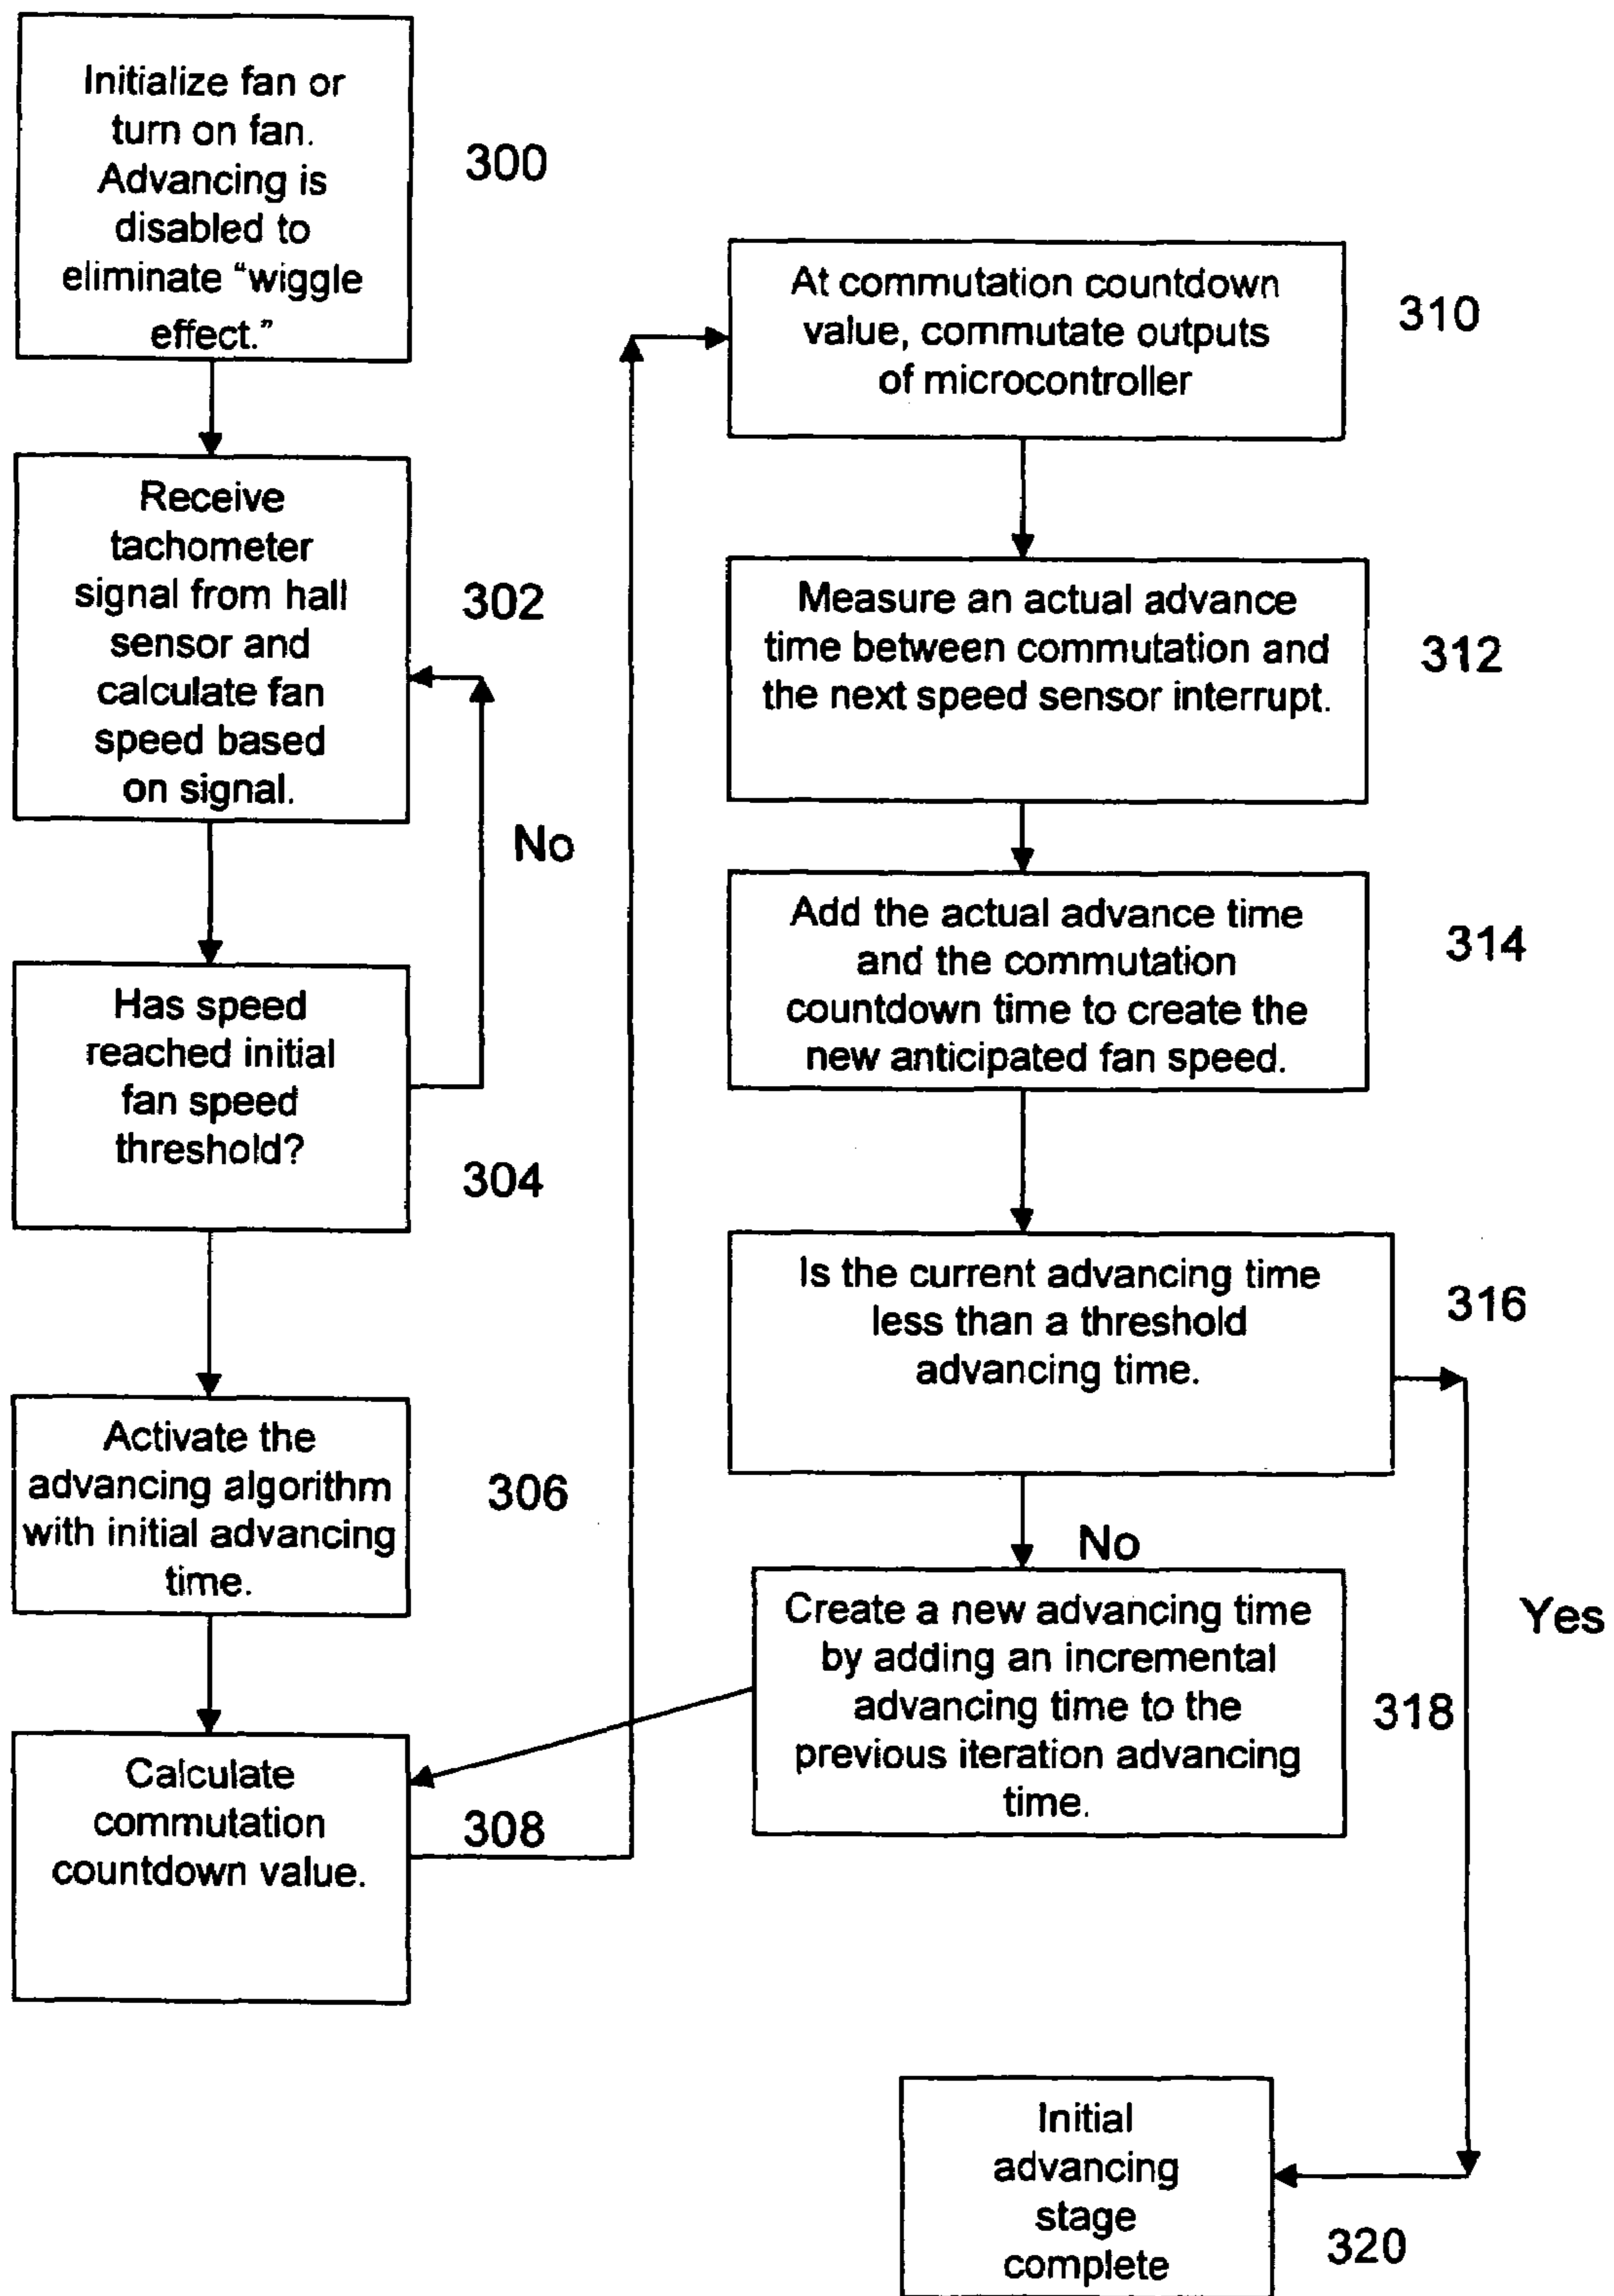 Initialize fan or
turn on fan.
Advancing is
disabled to
eliminate “wiggle
effect.”
300
Receive
tachometer
signal from hall
sensor and
calculate fan
speed based
on signal.
302
No
Has speed
reached initial
fan speed
threshold?
304
Activate the
advancing algorithm
with initial advancing
time.
306
Calculate
commutation
countdown value.
308
At commutation countdown
value, commutate outputs
of microcontroller
310
Measure an actual advance
time between commutation and
the next speed sensor interrupt.
312
Add the actual advance time
and the commutation
countdown time to create the
new anticipated fan speed.
314
Is the current advancing time
less than a threshold
advancing time.
316
No
Yes
Create a new advancing time
by adding an incremental
advancing time to the
previous iteration advancing
time.
318
Initial
advancing
stage
complete
320